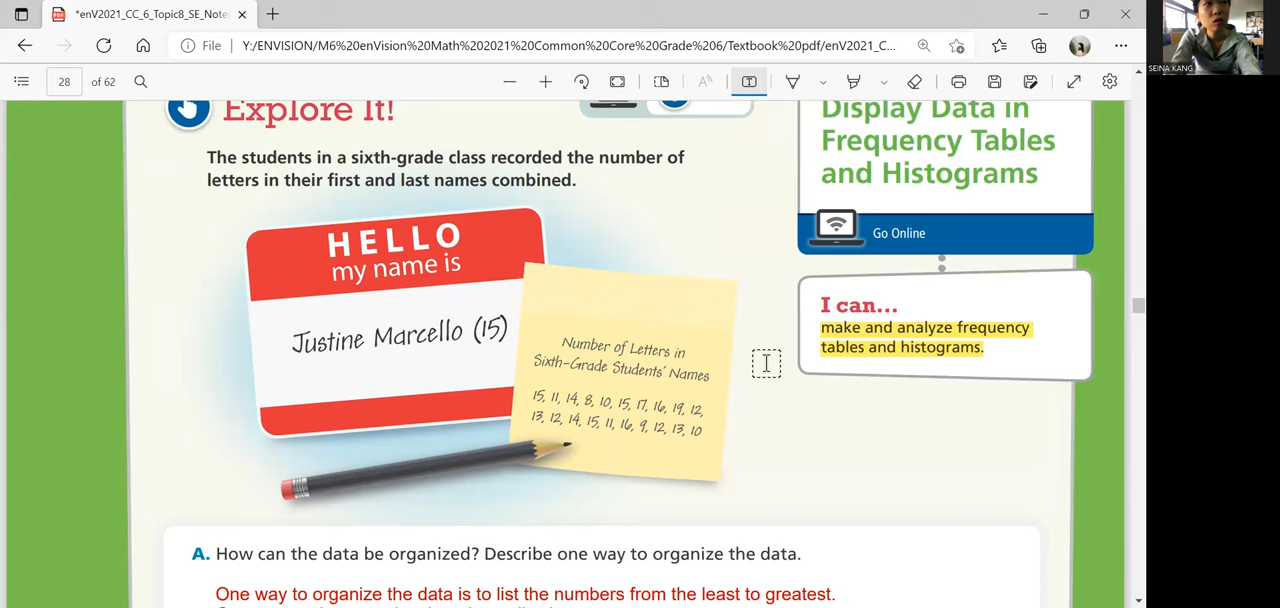 *enV2021_CC_6_Topic8_SE_Note
File
Y:/ENVISION/M6%20enVision%20Math%202021%20Common%20Core%20Grade%206/Textbook%20pdf/enV2021_C...
28
of 62
SEINA KANG
Explore It!
The students in a sixth-grade class recorded the number of
letters in their first and last names combined.
HELLO
my name is
Justine Marcello (15)
Number of Letters in
Sixth-Grade Students' Names
15, 11, 14, 8, 10, 15, 17, 16, 19, 12,
13, 12, 14, 15, 11, 16, 9, 12, 13, 10
Display Data in
Frequency Tables
and Histograms
Go Online
I can...
make and analyze frequency
tables and histograms.
A. How can the data be organized? Describe one way to organize the data.
One way to organize the data is to list the numbers from the least to greatest.